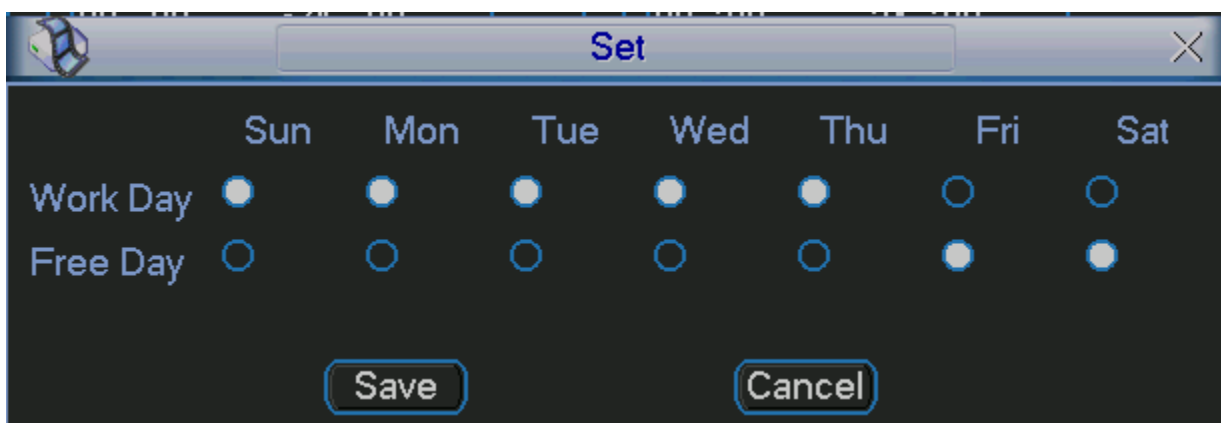 Set
Sun Mon Tue Wed Thu Fri Sat
Work Day
Free Day
Save Cancel